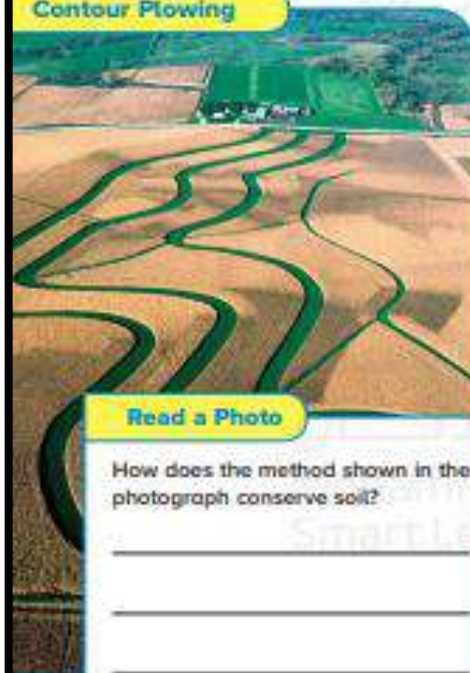 Contour Plowing
Read a Photo
How does the method shown in the
photograph conserve soil?